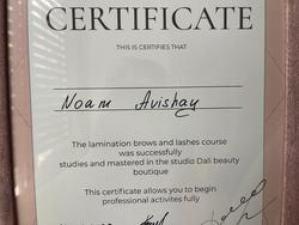 CERTIFICATE
THIS IS CERTIFIES THAT
Noam Avishay
The lamination brows and lashes course
was successfully
studies and mastered in the studio Dali beauty
boutique
This certificate allows you to begin
professional activites fully